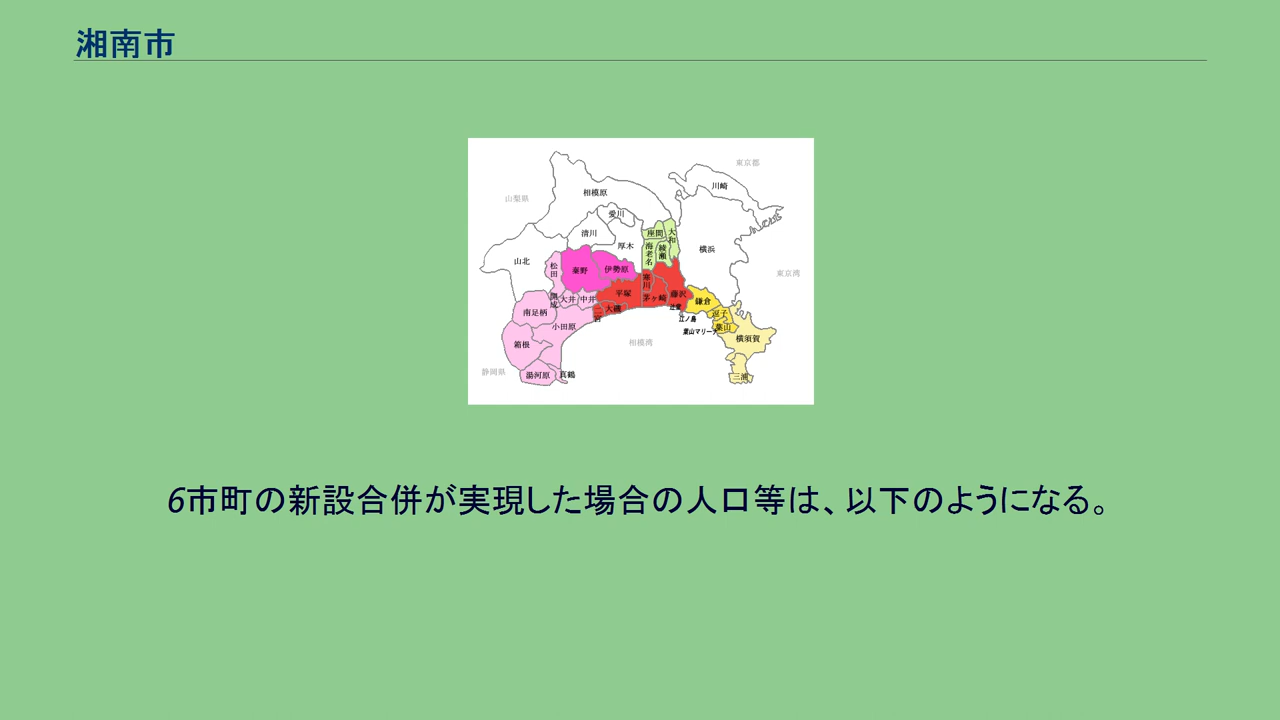 湘南市
東京都
川崎
相模原
山梨県
愛川
清川
座間
大和
厚木
海老名
綾瀬
横浜
山北
松田
秦野
伊勢原
東京湾
寒川
平塚
藤沢
茅ヶ崎
鎌倉
開成
大井
中井
大磯
二宮
辻堂
南足柄
江ノ島
逗子
小田原
葉山
葉山マリーナ
横須賀
箱根
相模湾
静岡県
湯河原
真鶴
三浦
6市町の新設合併が実現した場合の人口等は、以下のようになる。